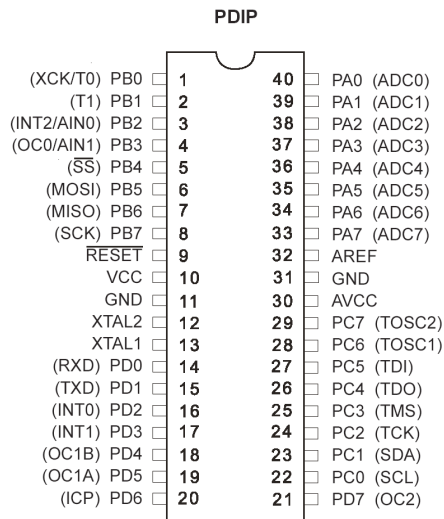 PDIP
(XCK/T0) PB0 1 40 PA0 (ADC0)
(T1) PB1 2 39 PA1 (ADC1)
(INT2/AIN0) PB2 3 38 PA2 (ADC2)
(OC0/AIN1) PB3 4 37 PA3 (ADC3)
(S̅S̅) PB4 5 36 PA4 (ADC4)
(MOSI) PB5 6 35 PA5 (ADC5)
(MISO) PB6 7 34 PA6 (ADC6)
(SCK) PB7 8 33 PA7 (ADC7)
R̅E̅S̅E̅T̅ 9 32 AREF
VCC 10 31 GND
GND 11 30 AVCC
XTAL2 12 29 PC7 (TOSC2)
XTAL1 13 28 PC6 (TOSC1)
(RXD) PD0 14 27 PC5 (TDI)
(TXD) PD1 15 26 PC4 (TDO)
(INT0) PD2 16 25 PC3 (TMS)
(INT1) PD3 17 24 PC2 (TCK)
(OC1B) PD4 18 23 PC1 (SDA)
(OC1A) PD5 19 22 PC0 (SCL)
(ICP) PD6 20 21 PD7 (OC2)